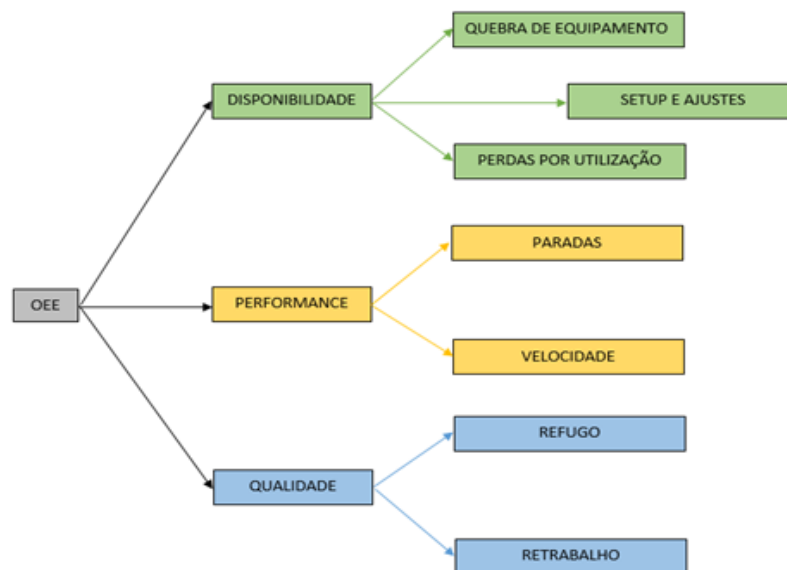 QUEBRA DE EQUIPAMENTO
DISPONIBILIDADE
SETUP E AJUSTES
PERDAS POR UTILIZAÇÃO
PARADAS
OEE
PERFORMANCE
VELOCIDADE
REFUGO
QUALIDADE
RETRABALHO